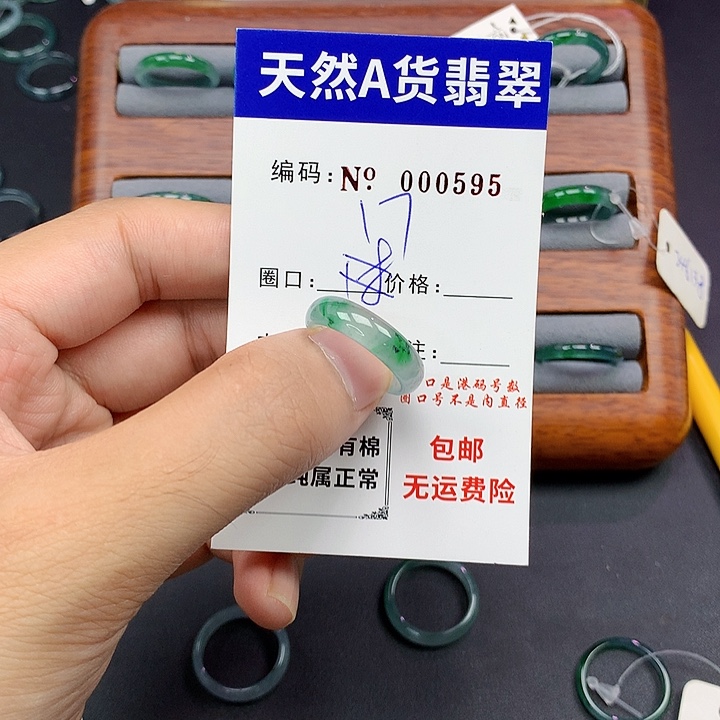 天然A货翡翠
编码:Nº 000595
17
圈口: 价格:
注:
口是港码号数
圈口号不是内直径
有棉
纯属正常
包邮
无运费险